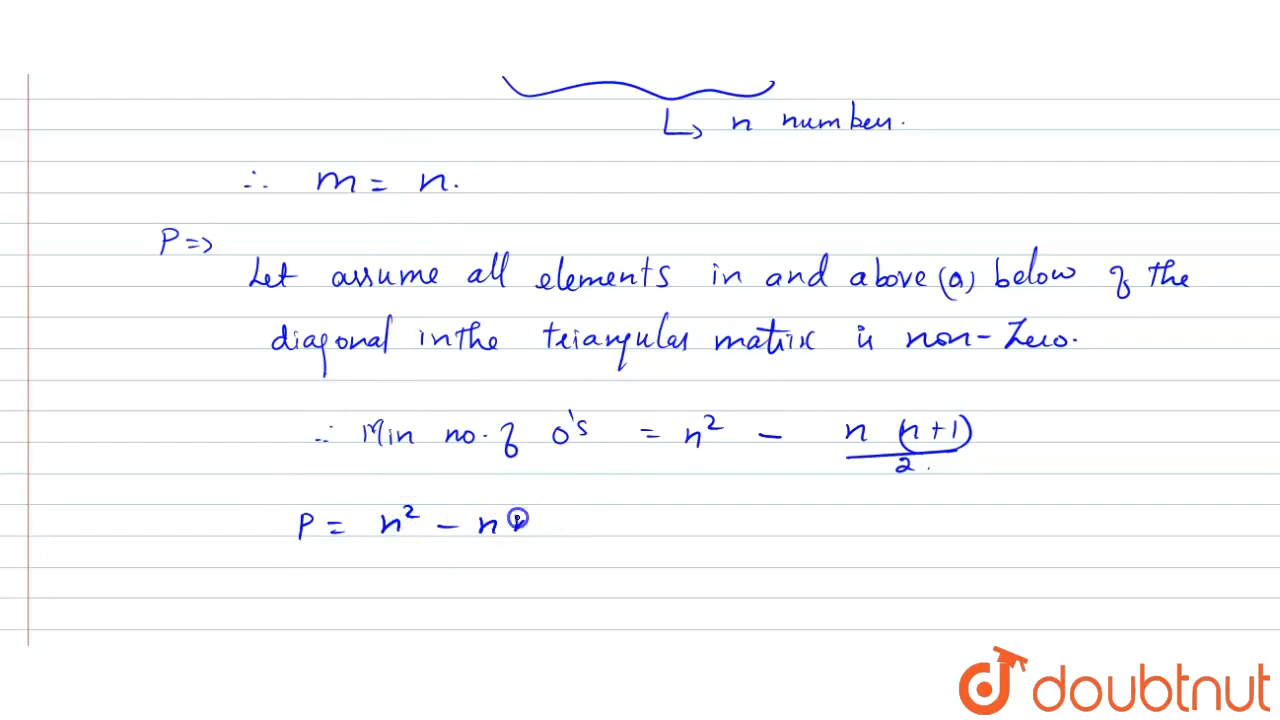 ↳ n number.
∴ m = n.
P =>
Let assume all elements in and above (a) below of the
diagonal in the triangular matrix is non-Zero.
∴ Min no. of 0's = n² - n (n+1) / 2.
P = n² - n
doubtnut